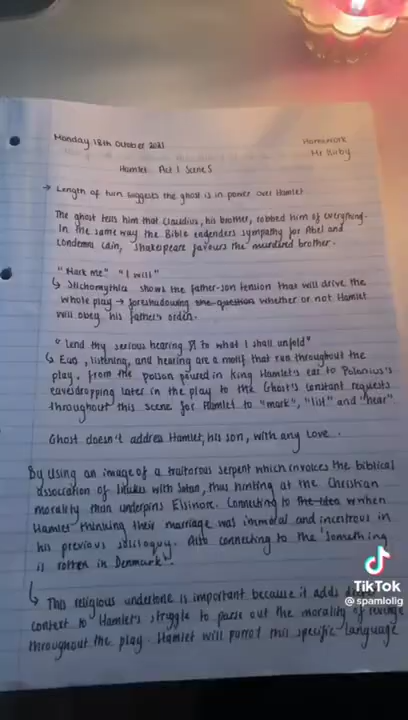 Monday 18th October 2021
Homework
Mr Kirby
Hamlet Act 1 Scene 5
→ Length of turn suggests the ghost is in power over Hamlet
The ghost tells him that Claudius, his brother, robbed him of everything.
In the same way the Bible endenders sympathy for Abel and
condemns Cain, Shakespeare favours the murdered brother.
"Mark me" "I will"
↳ Stichomythia shows the father-son tension that will drive the
whole play → foreshadowing the question whether or not Hamlet
will obey his father's orders.
"Lend thy serious hearing to what I shall unfold"
↳ Ears, listening, and hearing are a motif that run throughout the
play. From the poison poured in King Hamlet's ear to Polonius's
eavesdropping later in the play to the Ghost's constant requests
throughout this scene for Hamlet to "mark", "list" and "hear".
Ghost doesn't address Hamlet, his son, with any love.
By using an image of a traitorous serpent which invokes the biblical
association of snakes with Satan, thus hinting at the Christian
morality than underpins Elsinore. Connecting to the idea when
Hamlet thinking their marriage was immoral and incestrous in
his previous soliloquy. Also connecting to the 'something
is rotten in Denmark'.
↳ This religious undertone is important because it adds
context to Hamlet's struggle to parse out the morality of revenge
throughout the play. Hamlet will parrot this specific language
TikTok
@spamlollg